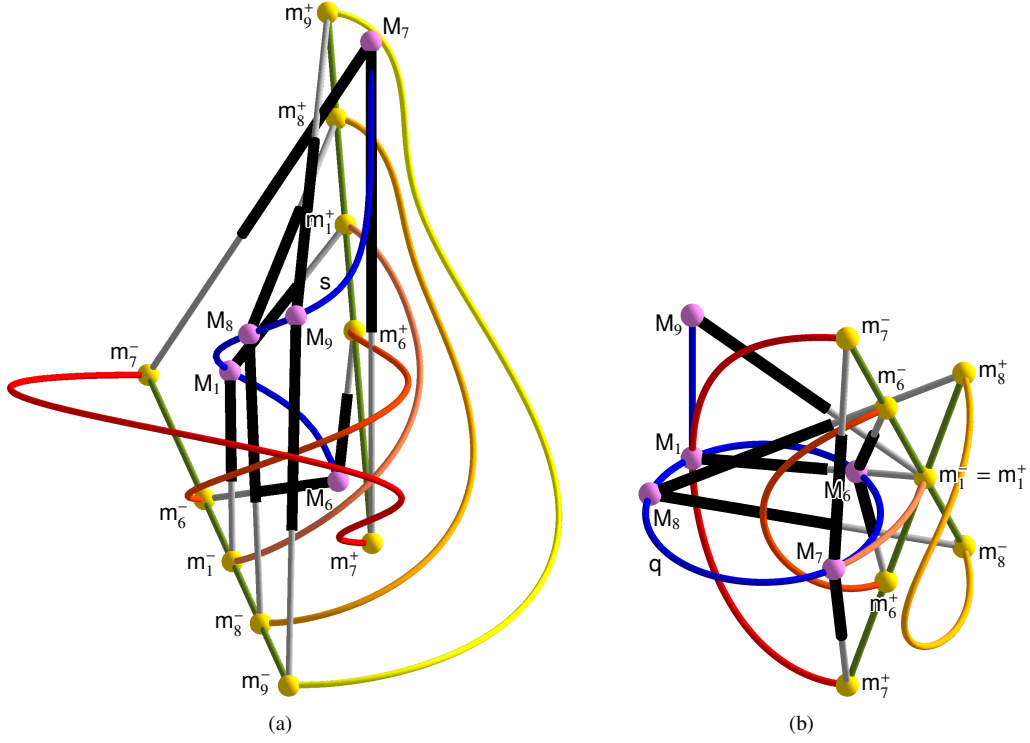 m₉⁺
M₇
m₈⁺
m₁⁺
s
M₈
M₉
m₆⁺
m₇⁻
M₁
M₆
m₆⁻
m₇⁺
m₁⁻
m₈⁻
m₉⁻
(a)
M₉
m₇⁻
m₆⁻
m₈⁺
M₁
M₆
m₁⁻ = m₁⁺
M₈
M₇
m₈⁻
q
m₆⁺
m₇⁺
(b)